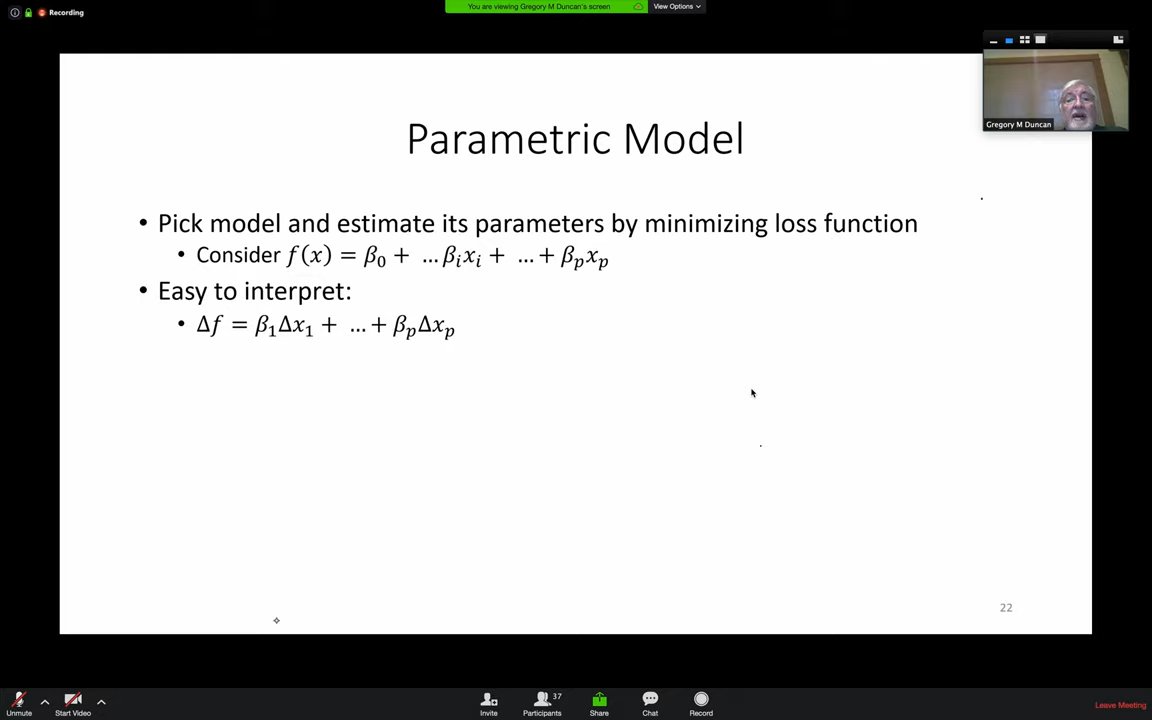 Recording
You are viewing Gregory M Duncan's screen
View Options
Gregory M Duncan
Parametric Model
• Pick model and estimate its parameters by minimizing loss function
• Consider f(x) = β₀ + …βᵢxᵢ + … + βₚxₚ
• Easy to interpret:
• Δf = β₁Δx₁ + … + βₚΔxₚ
22
Unmute
Start Video
Invite
Participants 37
Share
Chat
Record
Leave Meeting